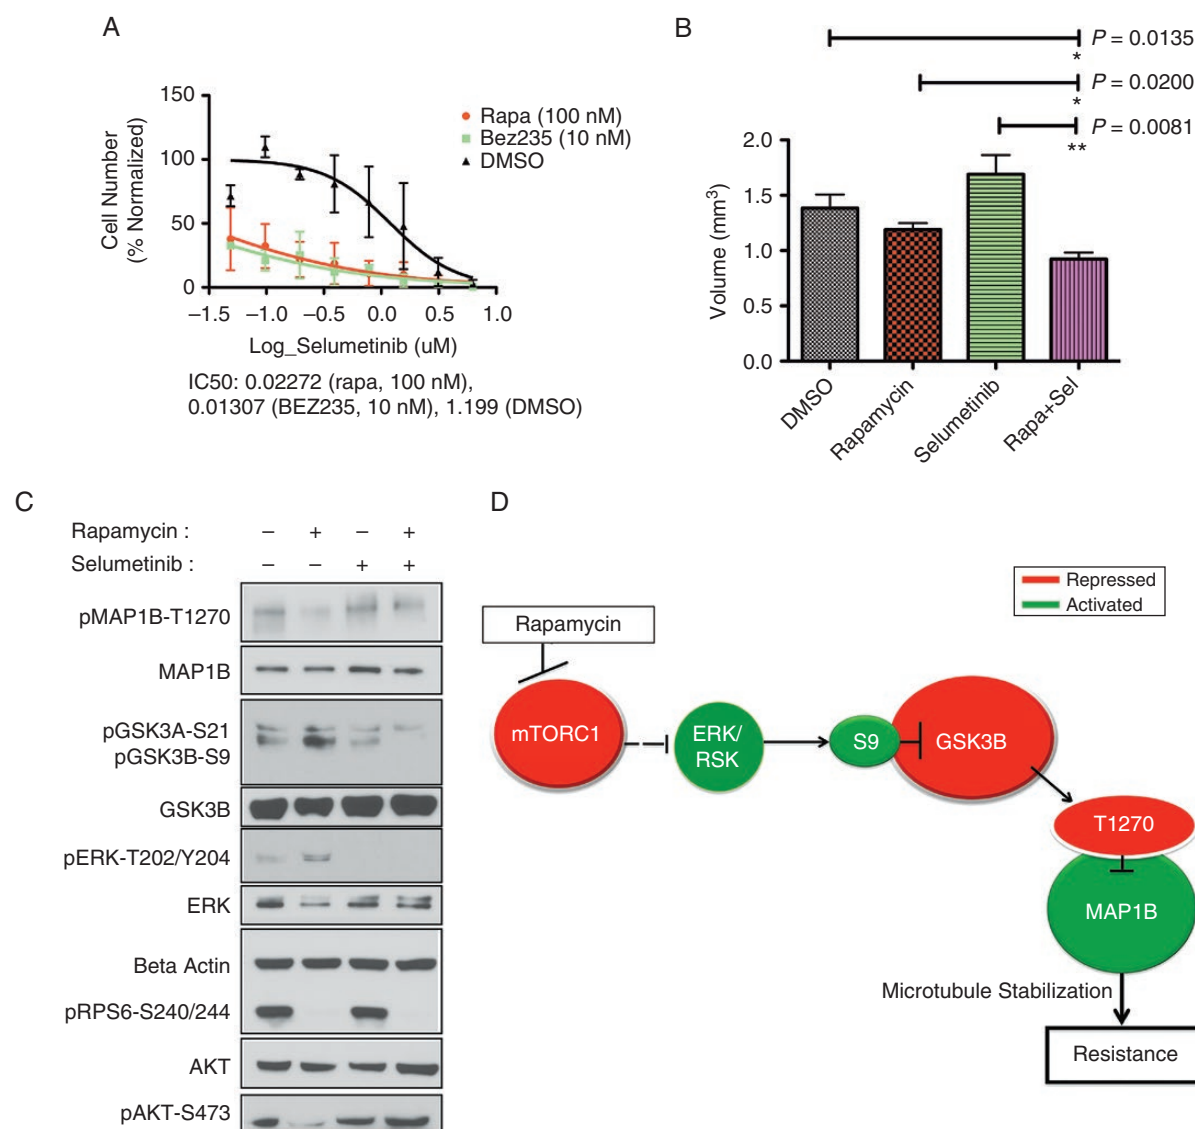 A
150
100
50
0
Cell Number
(% Normalized)
Rapa (100 nM)
Bez235 (10 nM)
DMSO
–1.5 –1.0 –0.5 0.0 0.5 1.0
Log_Selumetinib (uM)
IC50: 0.02272 (rapa, 100 nM),
0.01307 (BEZ235, 10 nM), 1.199 (DMSO)
B
P = 0.0135
*
P = 0.0200
*
P = 0.0081
**
2.0
1.5
1.0
0.5
0.0
Volume (mm³)
DMSO
Rapamycin
Selumetinib
Rapa+Sel
C
Rapamycin : – + – +
Selumetinib : – – + +
pMAP1B-T1270
MAP1B
pGSK3A-S21
pGSK3B-S9
GSK3B
pERK-T202/Y204
ERK
Beta Actin
pRPS6-S240/244
AKT
pAKT-S473
D
Repressed
Activated
Rapamycin
mTORC1
ERK/
RSK
S9
GSK3B
T1270
MAP1B
Microtubule Stabilization
Resistance